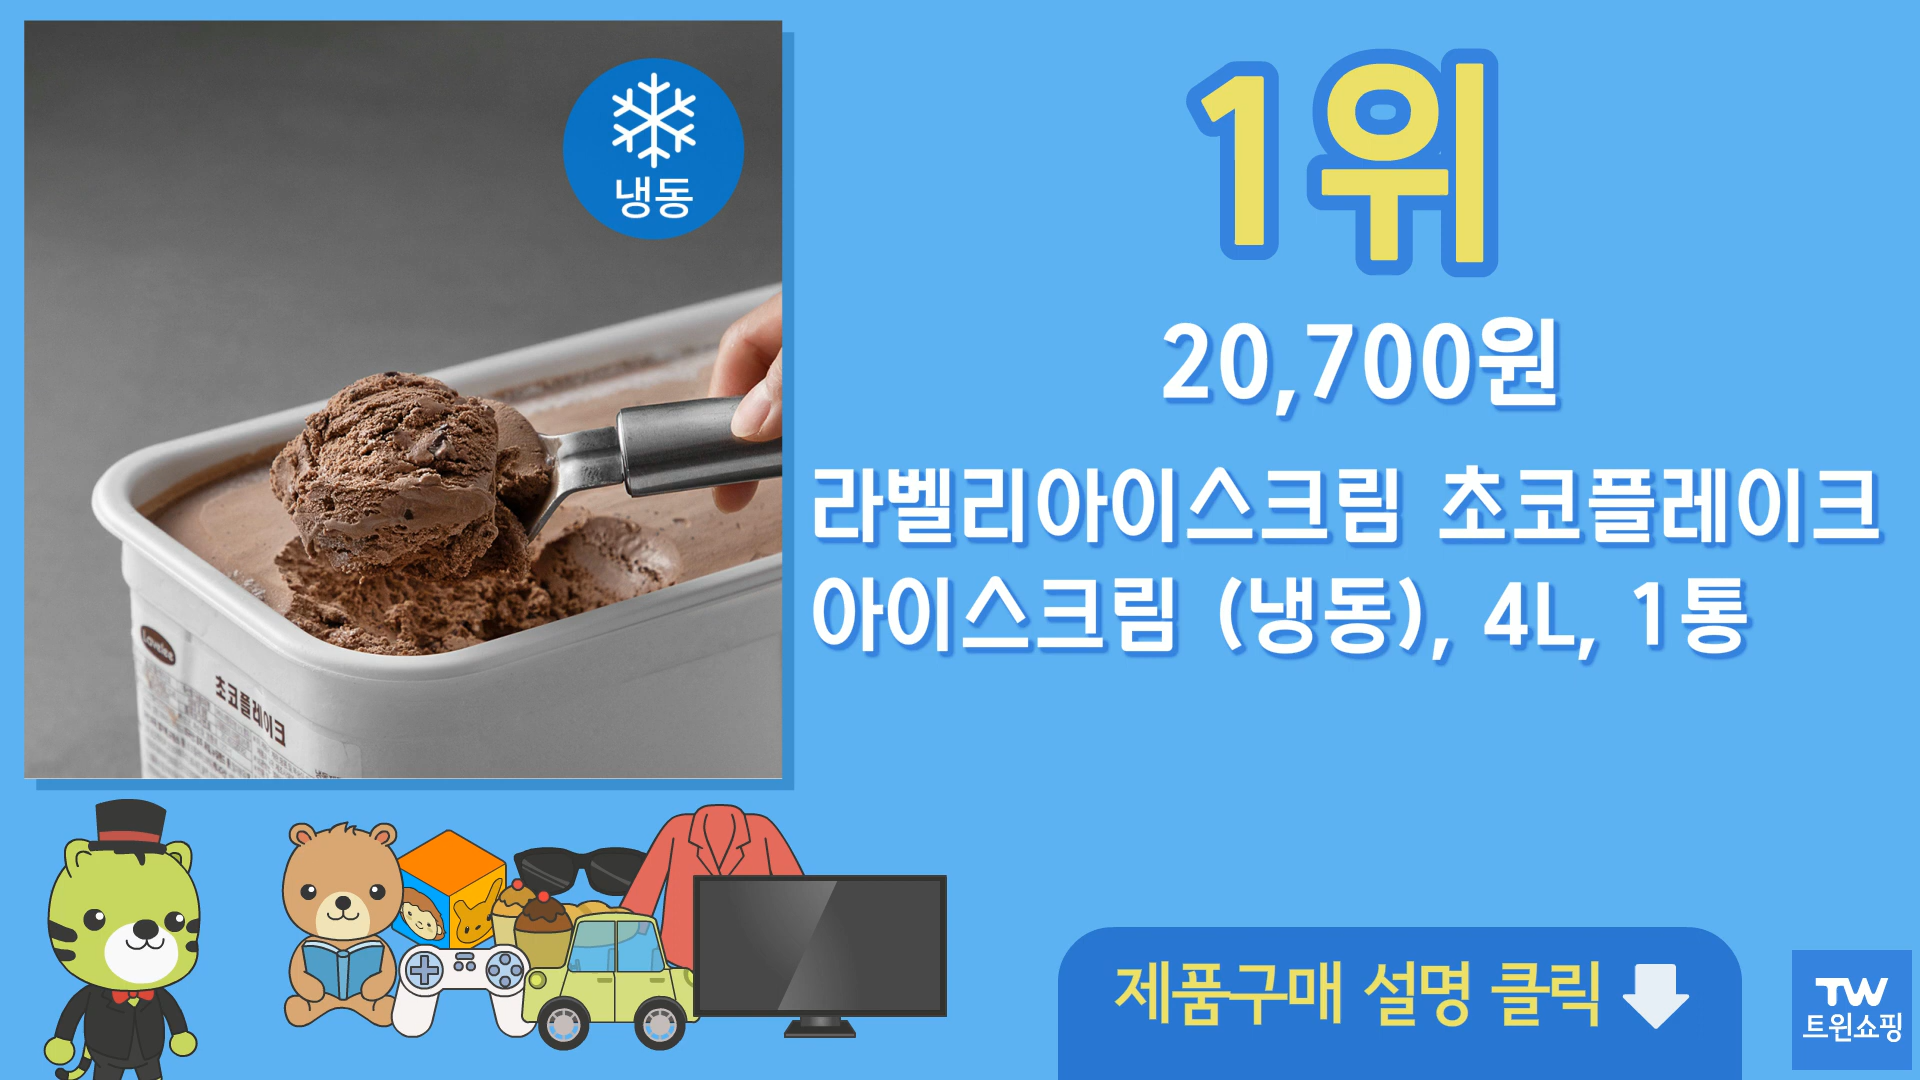 냉동
1위
20,700원
라벨리아이스크림 초코플레이크
아이스크림 (냉동), 4L, 1통
Lavelee
초코플레이크
제품구매 설명 클릭
TW
트윈쇼핑